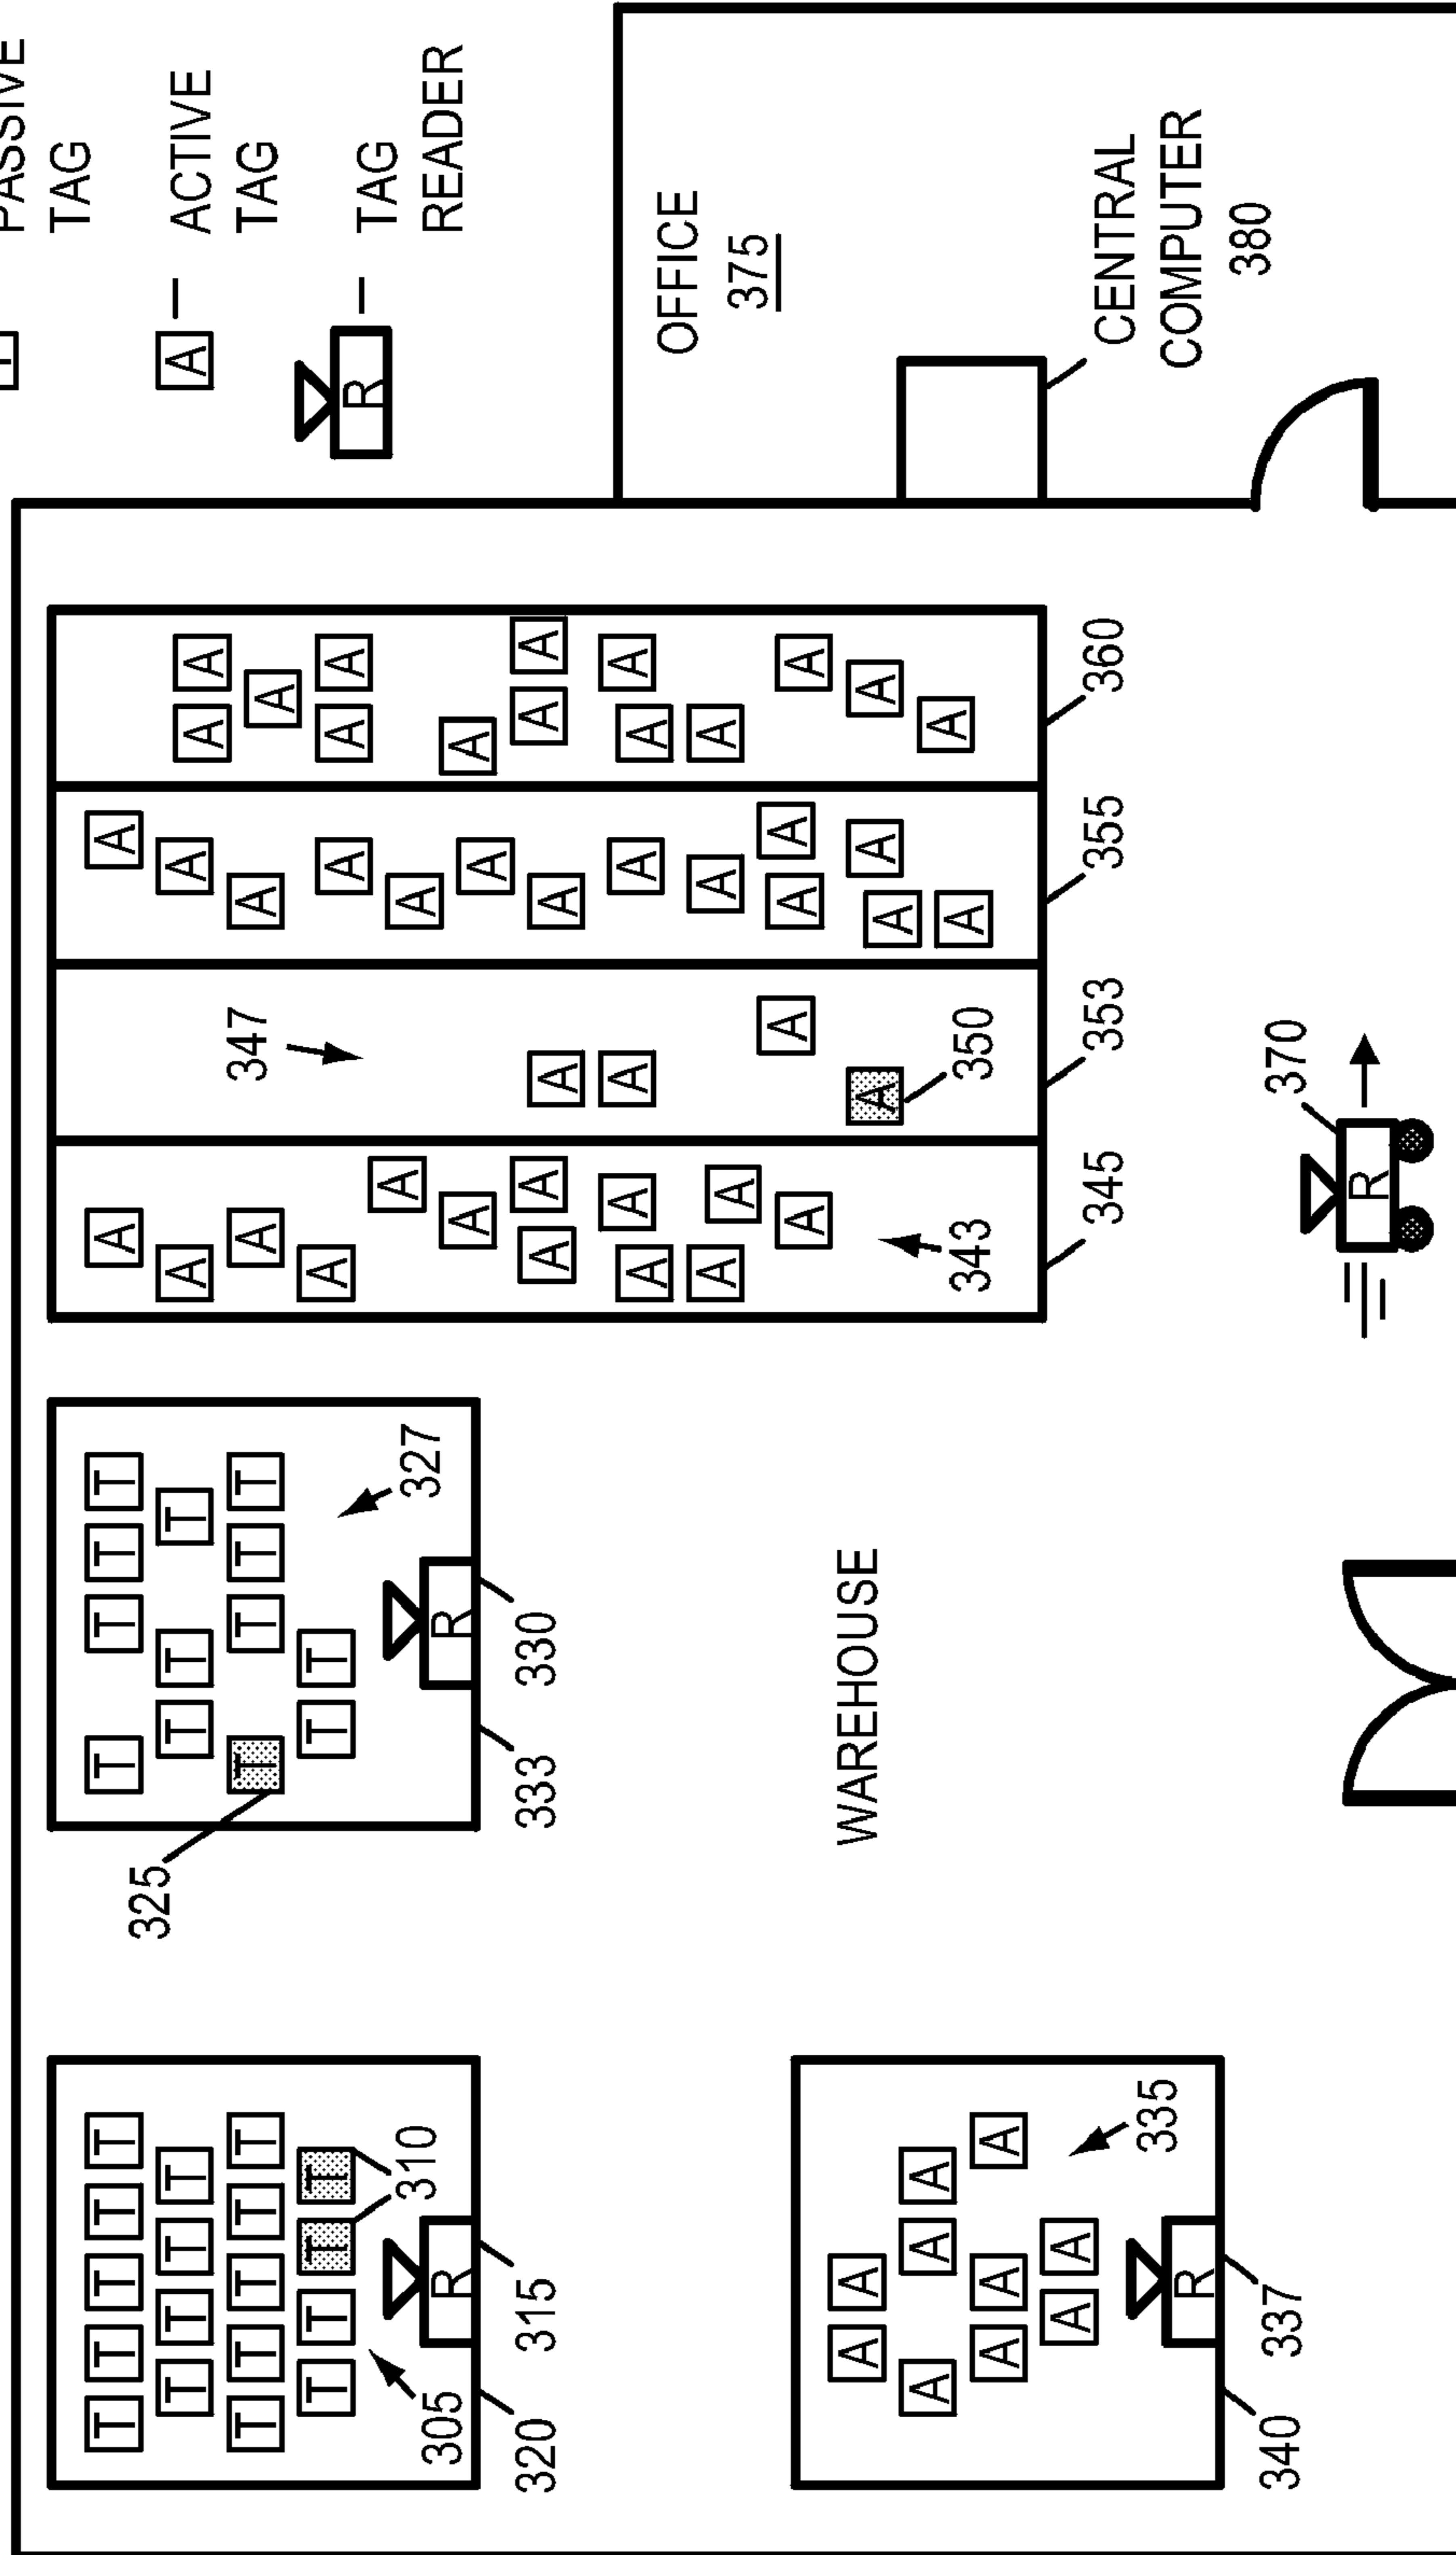 PASSIVE
TAG
A — ACTIVE
TAG
R — TAG
READER
T T T T T
T T T T
T T T T T
T T T T
310
305
R
320 315
325
T T T T
T T T
T T T T
T T
327
R
333 330
A
A
A
A
A
A
A A
A A
A A
A
343
345
347
A
A
A
A
350
353
A
A
A
A
A
A
A
A
A
A A
A
A
A
355
A A
A
A A
A
A A
A A
A
A
A
A
360
OFFICE
375
CENTRAL
COMPUTER
380
WAREHOUSE
A A
A A A
A A A
A A
335
R
340 337
370
R